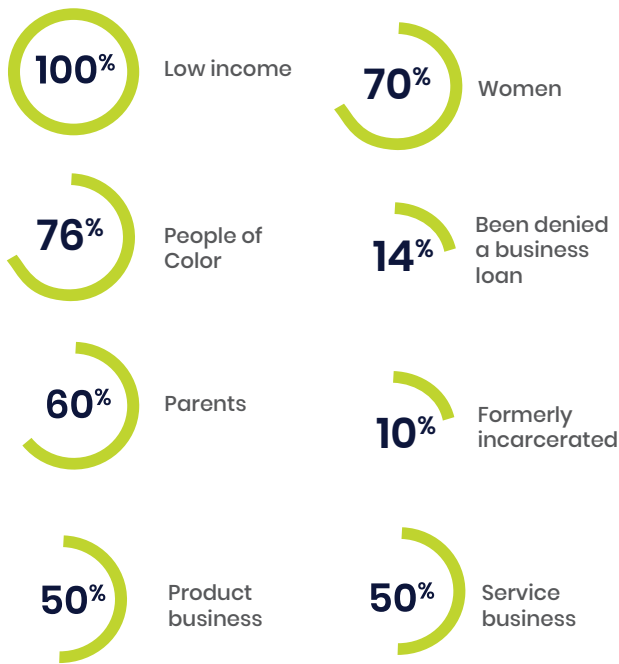 100%
Low income
70%
Women
76%
People of
Color
14%
Been denied
a business
loan
60%
Parents
10%
Formerly
incarcerated
50%
Product
business
50%
Service
business